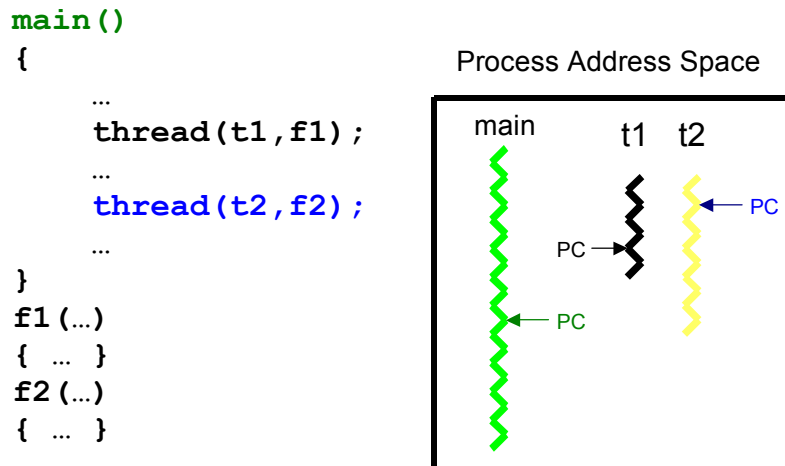 main()
{
…
thread(t1,f1);
…
thread(t2,f2);
…
}
f1(…)
{ … }
f2(…)
{ … }
Process Address Space
main t1 t2
PC
PC
PC